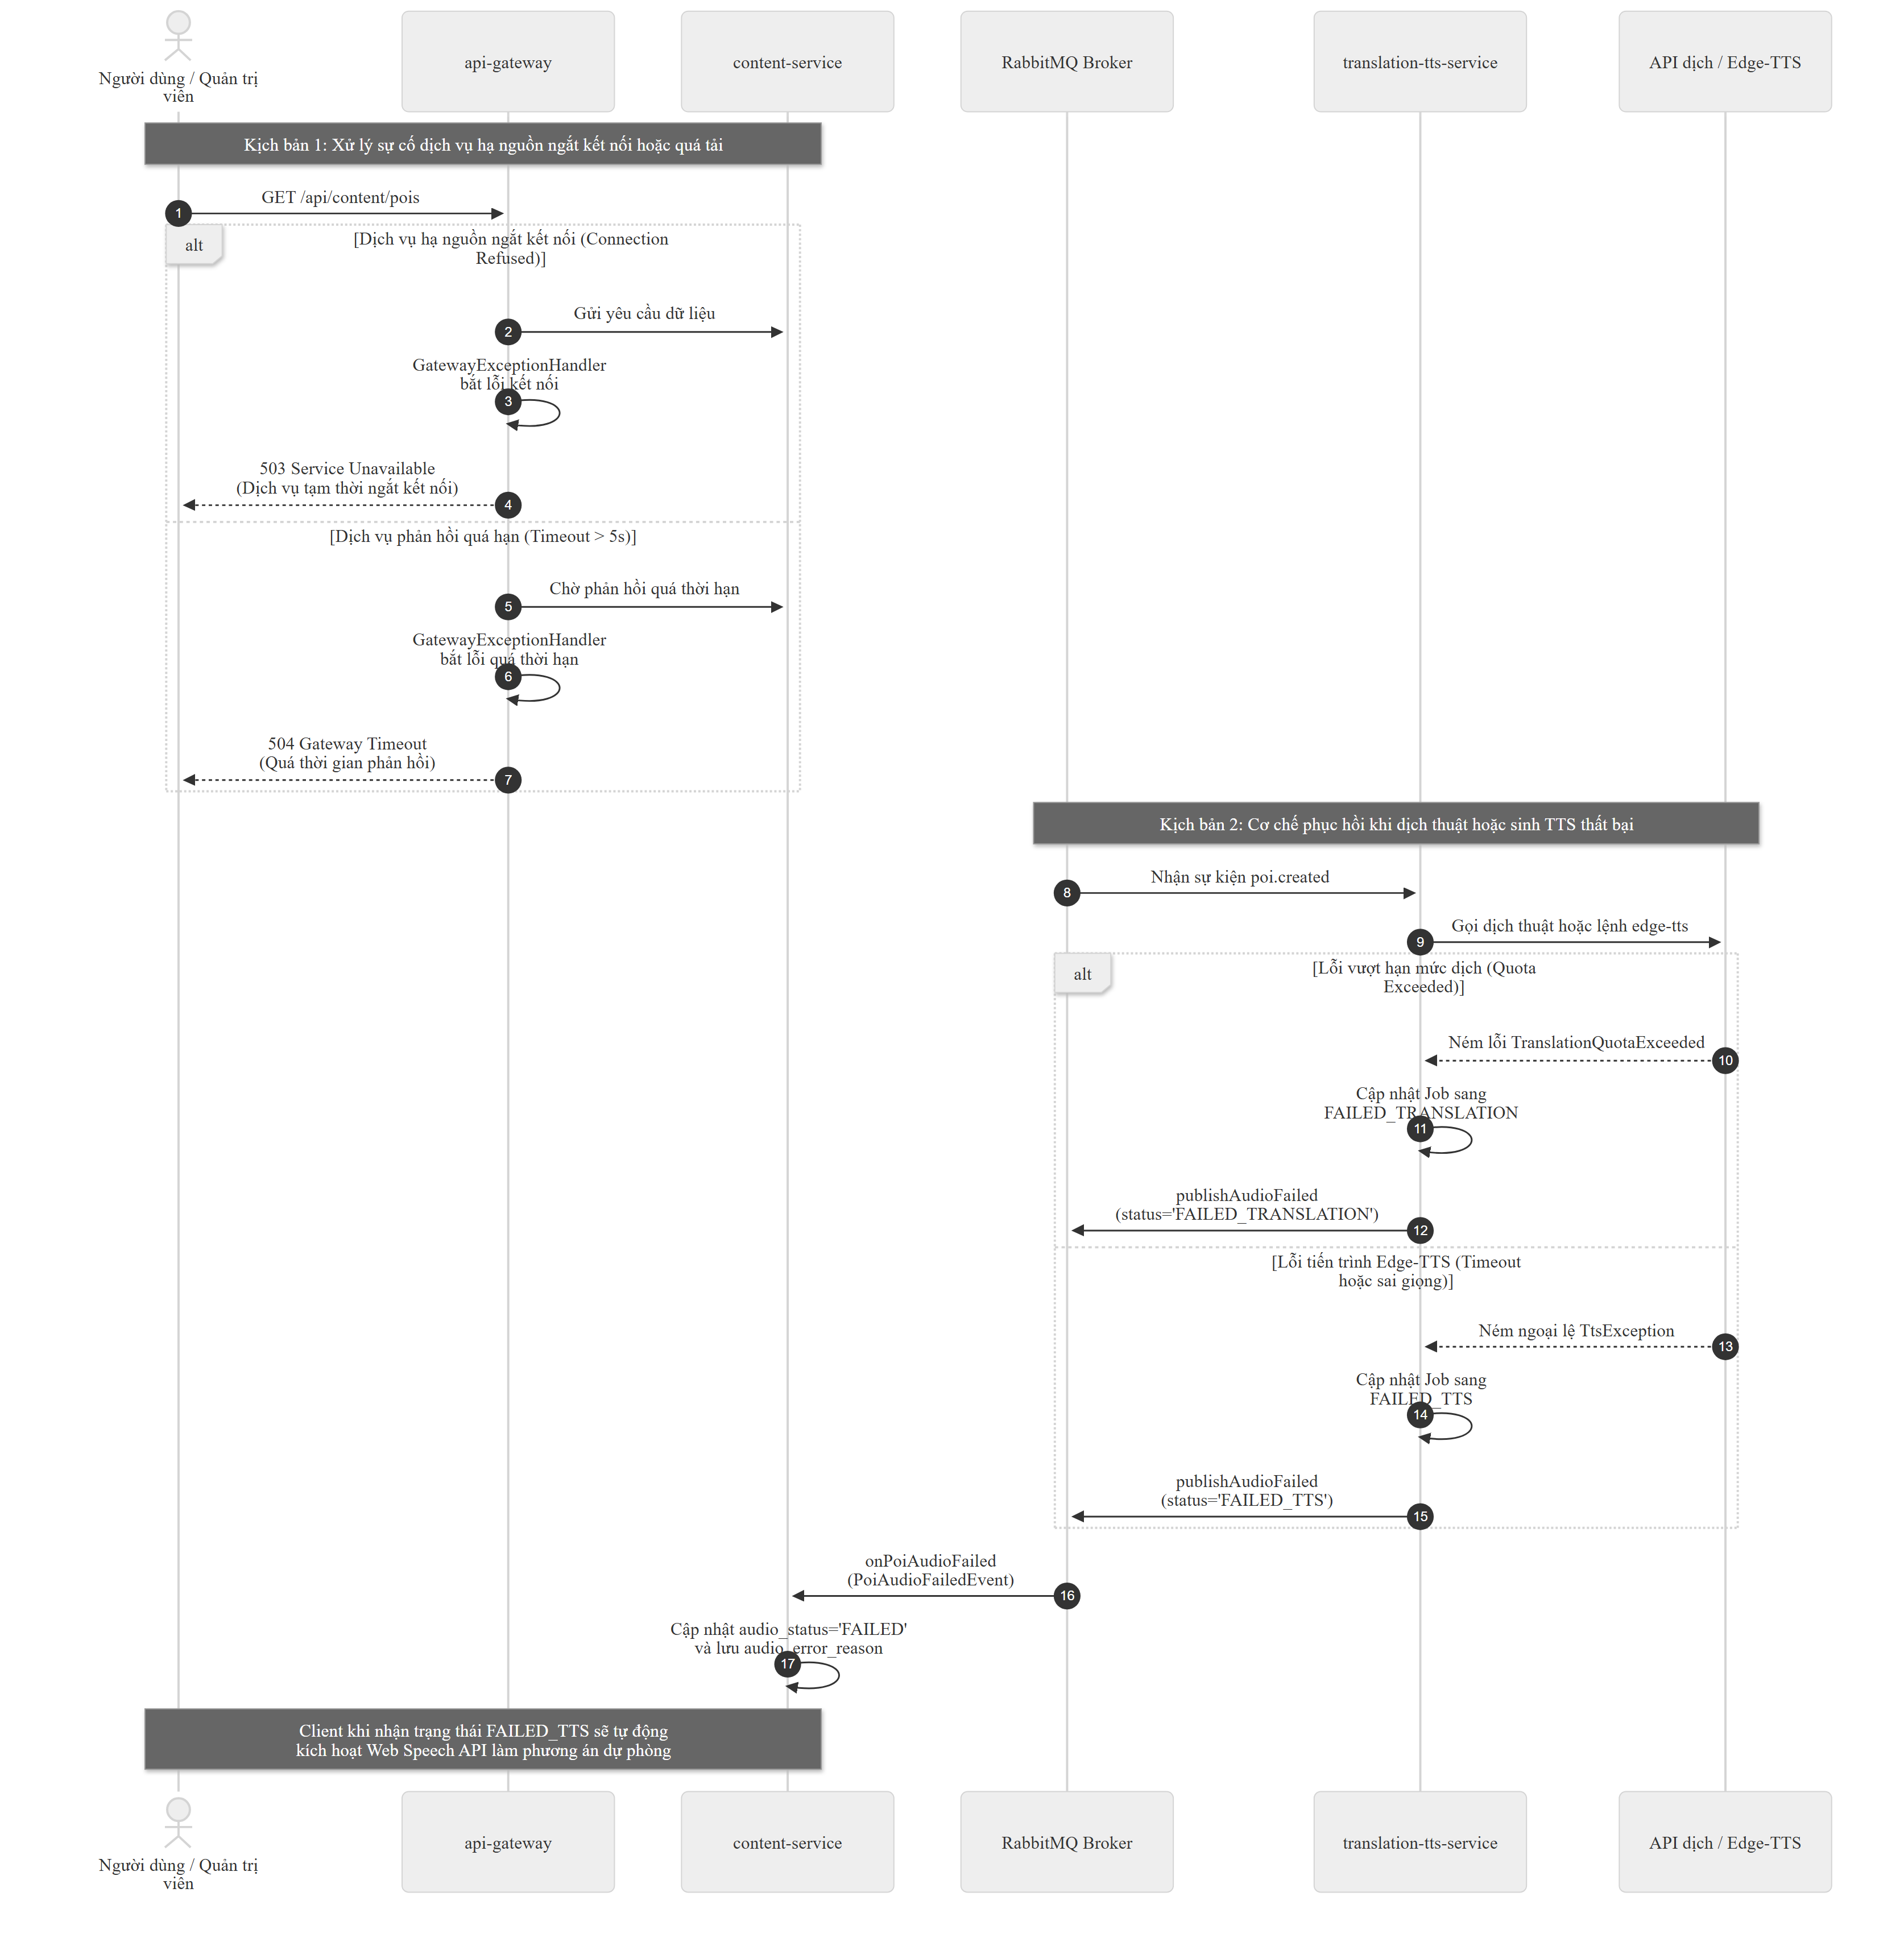 Người dùng / Quản trị
viên
api-gateway
content-service
RabbitMQ Broker
translation-tts-service
API dịch / Edge-TTS
Kịch bản 1: Xử lý sự cố dịch vụ hạ nguồn ngắt kết nối hoặc quá tải
GET /api/content/pois
1
alt
[Dịch vụ hạ nguồn ngắt kết nối (Connection
Refused)]
Gửi yêu cầu dữ liệu
2
GatewayExceptionHandler
bắt lỗi kết nối
3
503 Service Unavailable
(Dịch vụ tạm thời ngắt kết nối)
4
[Dịch vụ phản hồi quá hạn (Timeout > 5s)]
Chờ phản hồi quá thời hạn
5
GatewayExceptionHandler
bắt lỗi quá thời hạn
6
504 Gateway Timeout
(Quá thời gian phản hồi)
7
Kịch bản 2: Cơ chế phục hồi khi dịch thuật hoặc sinh TTS thất bại
Nhận sự kiện poi.created
8
Gọi dịch thuật hoặc lệnh edge-tts
9
alt
[Lỗi vượt hạn mức dịch (Quota
Exceeded)]
Ném lỗi TranslationQuotaExceeded
10
Cập nhật Job sang
FAILED_TRANSLATION
11
publishAudioFailed
(status='FAILED_TRANSLATION')
12
[Lỗi tiến trình Edge-TTS (Timeout
hoặc sai giọng)]
Ném ngoại lệ TtsException
13
Cập nhật Job sang
FAILED_TTS
14
publishAudioFailed
(status='FAILED_TTS')
15
onPoiAudioFailed
(PoiAudioFailedEvent)
16
Cập nhật audio_status='FAILED'
và lưu audio_error_reason
17
Client khi nhận trạng thái FAILED_TTS sẽ tự động
kích hoạt Web Speech API làm phương án dự phòng
Người dùng / Quản trị
viên
api-gateway
content-service
RabbitMQ Broker
translation-tts-service
API dịch / Edge-TTS